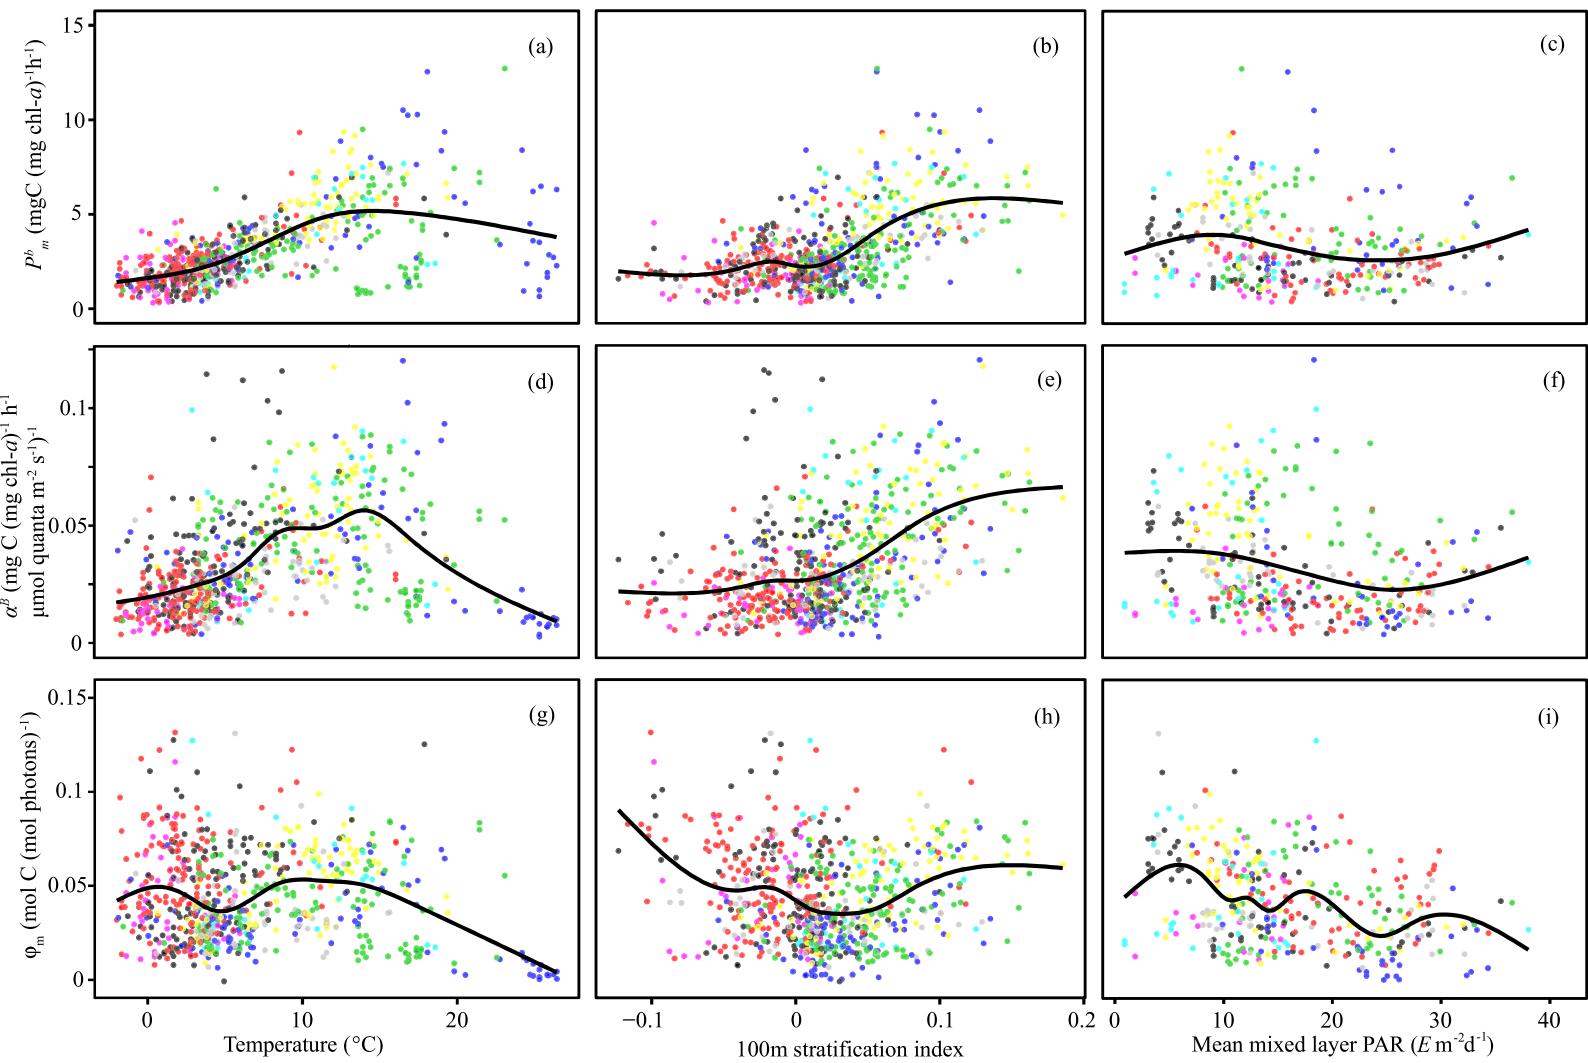 15
10
5
0
P^b_m (mgC (mg chl-a)^-1h^-1)
(a)
(b)
(c)
0.1
0.05
0
α^B (mg C (mg chl-a)^-1 h^-1
μmol quanta m^-2 s^-1)^-1
(d)
(e)
(f)
0.15
0.1
0.05
0
φ_m (mol C (mol photons)^-1)
(g)
(h)
(i)
0 10 20
−0.1 0 0.1 0.2
0 10 20 30 40
Temperature (°C)
100m stratification index
Mean mixed layer PAR (E m^-2d^-1)